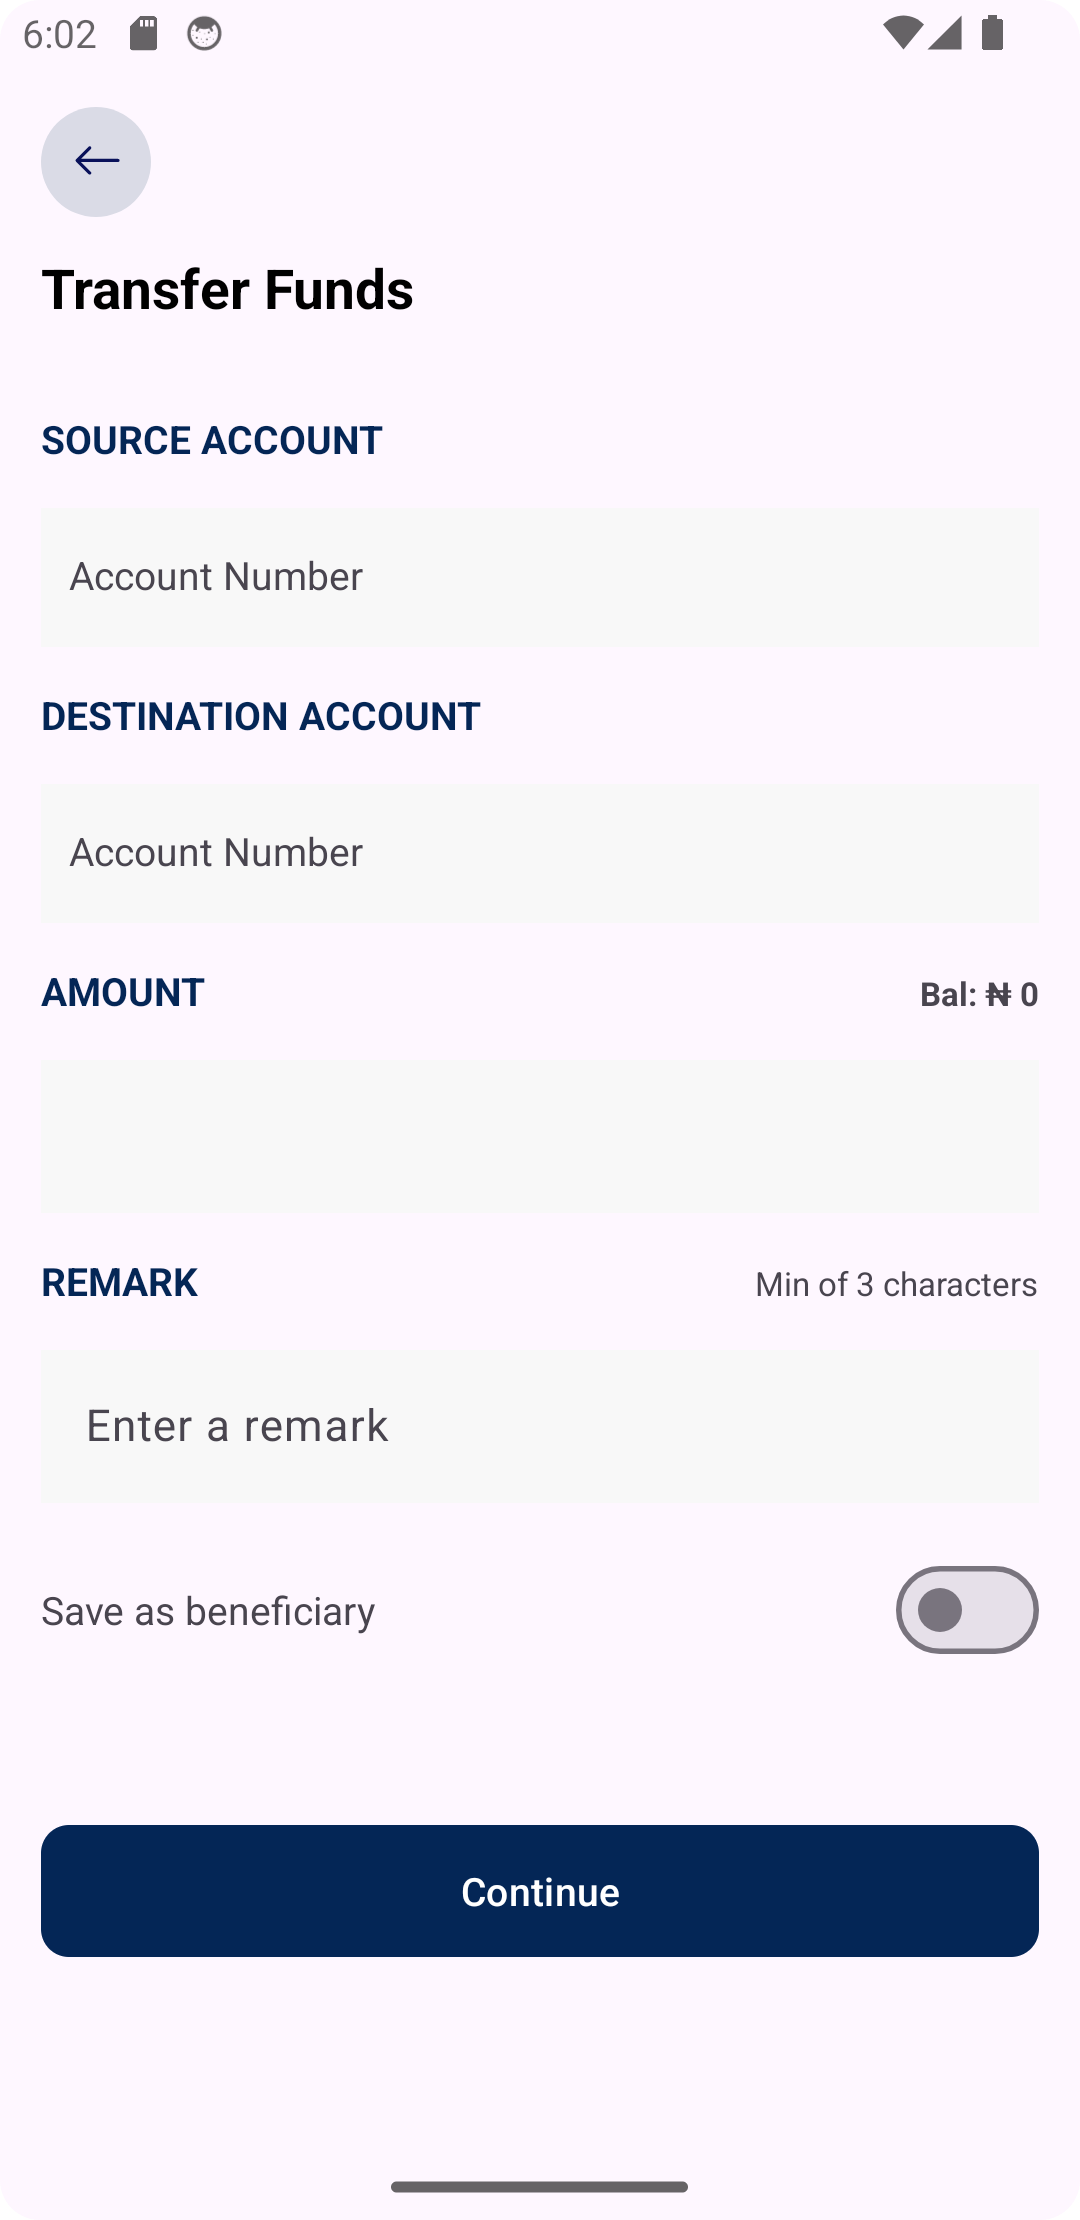 6:02
Transfer Funds
SOURCE ACCOUNT
Account Number
DESTINATION ACCOUNT
Account Number
AMOUNT
Bal: ₦ 0
REMARK
Min of 3 characters
Enter a remark
Save as beneficiary
Continue